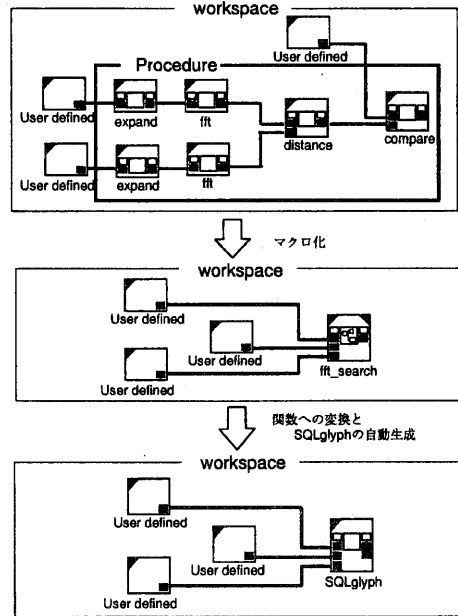 workspace
User defined
Procedure
User defined
expand
fft
distance
compare
User defined
expand
fft
マクロ化
workspace
User defined
User defined
fft_search
User defined
関数への変換と
SQLglyphの自動生成
workspace
User defined
User defined
SQLglyph
User defined